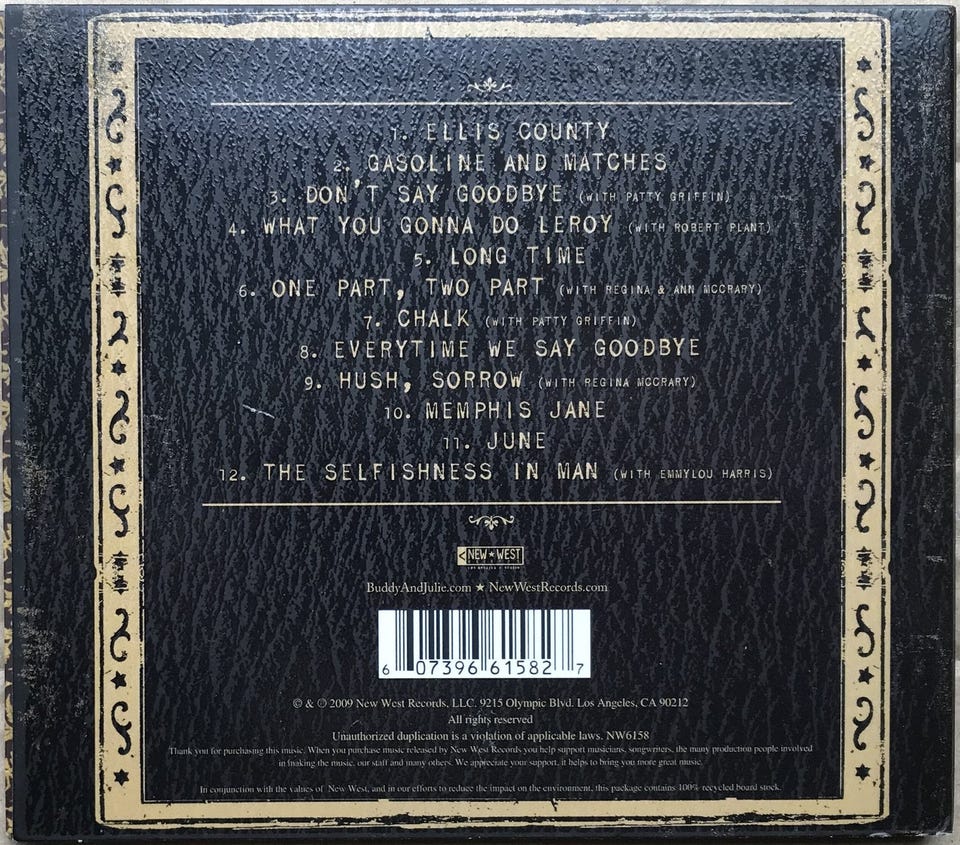 1. ELLIS COUNTY
2. GASOLINE AND MATCHES
3. DON'T SAY GOODBYE (WITH PATTY GRIFFIN)
4. WHAT YOU GONNA DO LEROY (WITH ROBERT PLANT)
5. LONG TIME
6. ONE PART, TWO PART (WITH REGINA & ANN MCCRARY)
7. CHALK (WITH PATTY GRIFFIN)
8. EVERYTIME WE SAY GOODBYE
9. HUSH, SORROW (WITH REGINA MCCRARY)
10. MEMPHIS JANE
11. JUNE
12. THE SELFISHNESS IN MAN (WITH EMMYLOU HARRIS)
NEW★WEST
BuddyAndJulie.com ★ NewWestRecords.com
6 07396 61582 7
© & ℗ 2009 New West Records, LLC. 9215 Olympic Blvd. Los Angeles, CA 90212
All rights reserved
Unauthorized duplication is a violation of applicable laws. NW6158
Thank you for purchasing this music. When you purchase music released by New West Records you help support musicians, songwriters, the many production people involved
in making the music, our staff and many others. We appreciate your support, it helps to bring you more great music.
In conjunction with the values of New West, and in our efforts to reduce the impact on the environment, this package contains 100% recycled board stock.